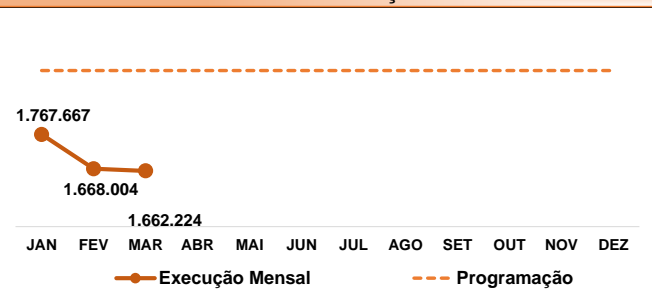 1.767.667
1.668.004
1.662.224
JAN FEV MAR ABR MAI JUN JUL AGO SET OUT NOV DEZ
Execução Mensal Programação